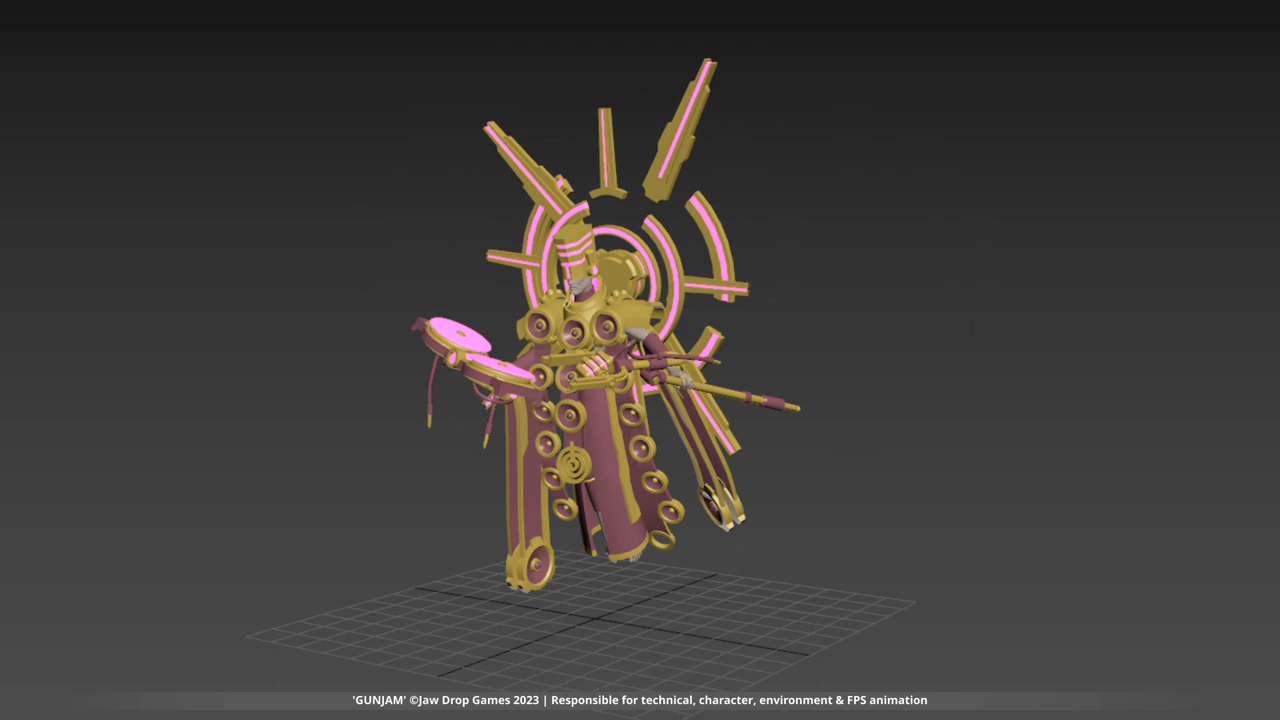 'GUNJAM' ©Jaw Drop Games 2023 | Responsible for technical, character, environment & FPS animation